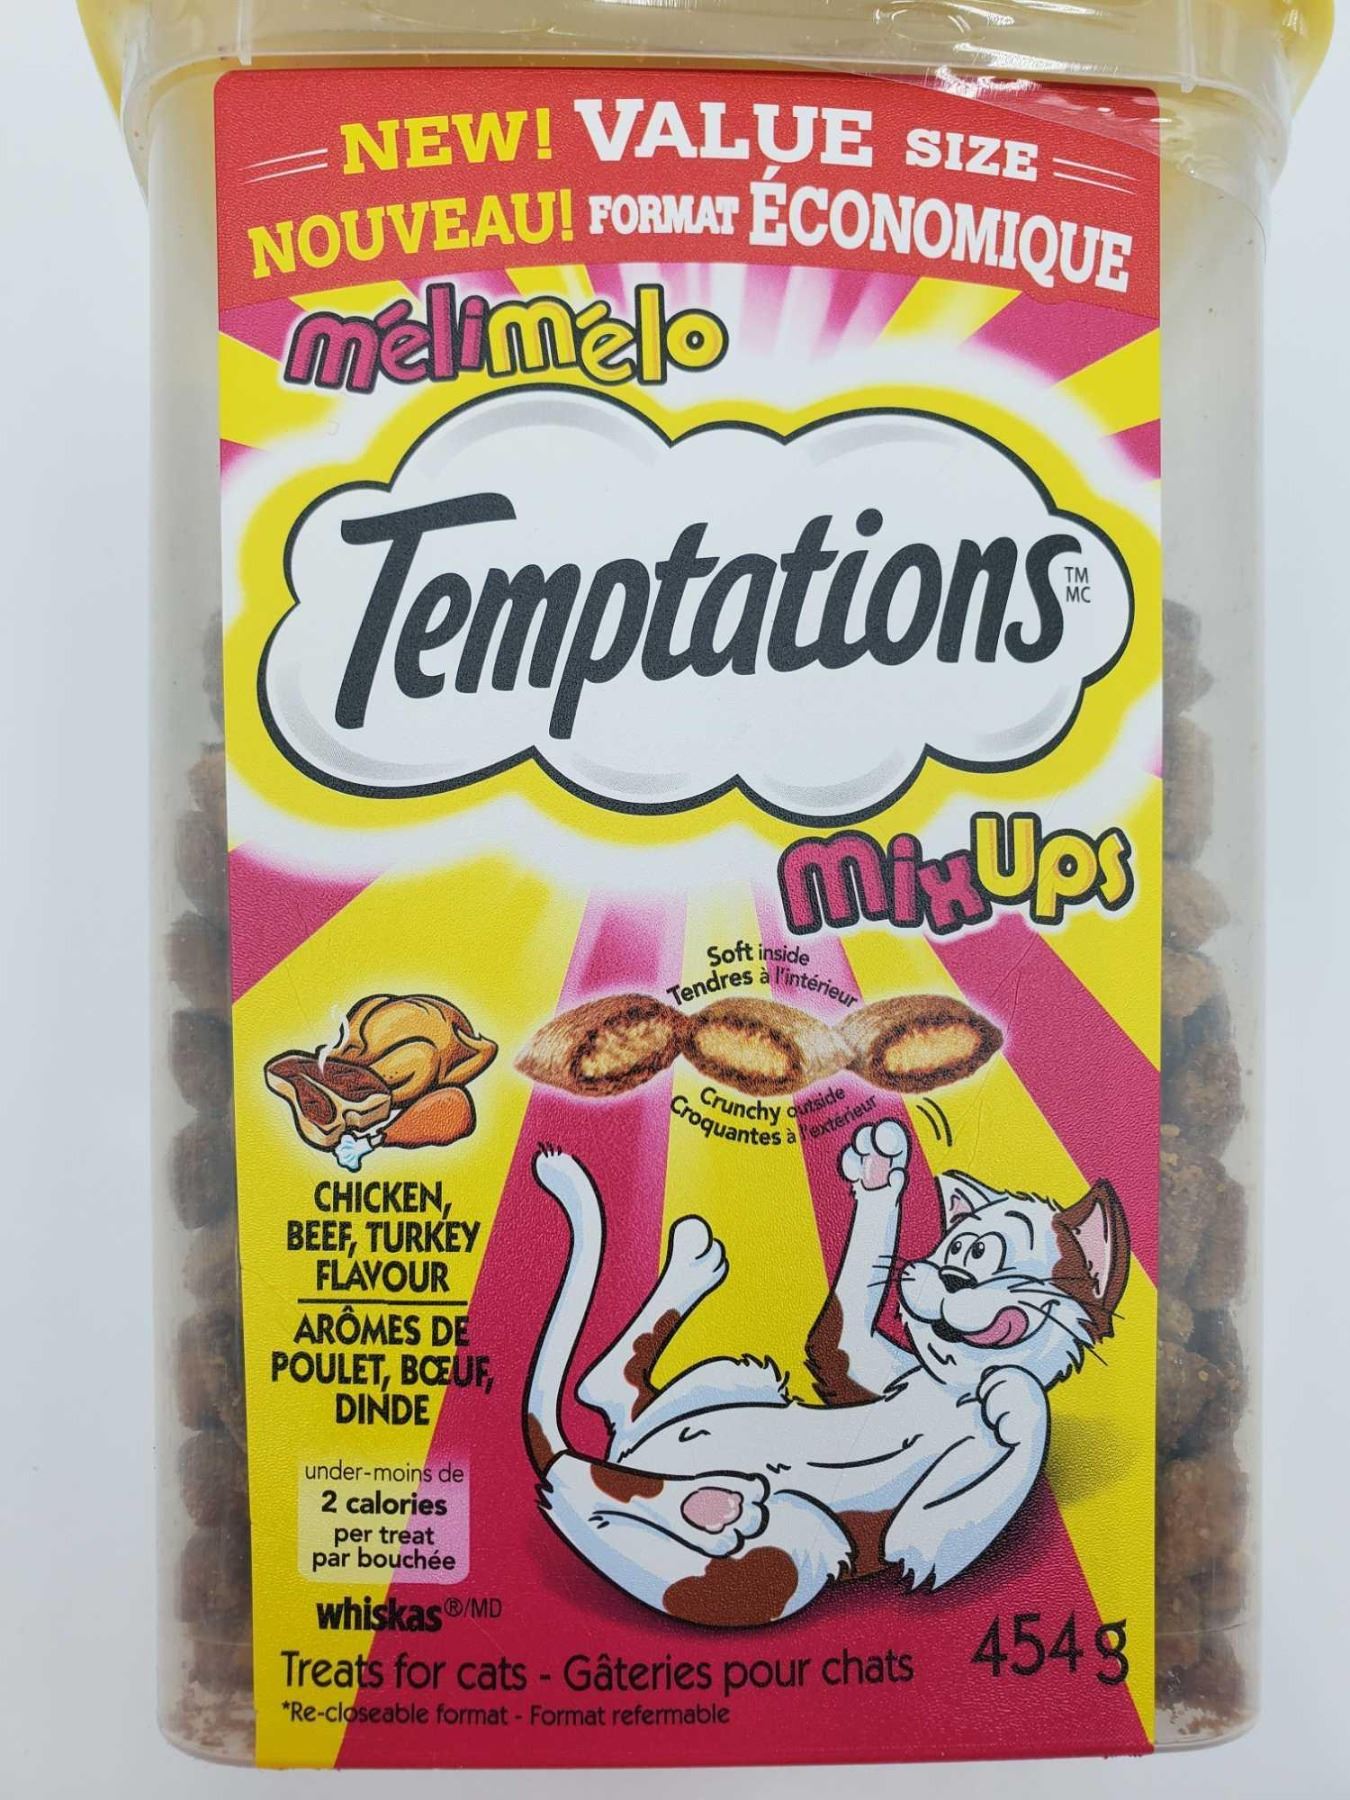 NEW! VALUE SIZE
NOUVEAU! FORMAT ÉCONOMIQUE
mélimélo
Temptations TM MC
mixUps
Soft inside
Tendres à l'intérieur
Crunchy outside
Croquantes à l'extérieur
CHICKEN,
BEEF, TURKEY
FLAVOUR
ARÔMES DE
POULET, BŒUF,
DINDE
under-moins de
2 calories
per treat
par bouchée
whiskas®/MD
Treats for cats - Gâteries pour chats
454g
*Re-closeable format - Format refermable